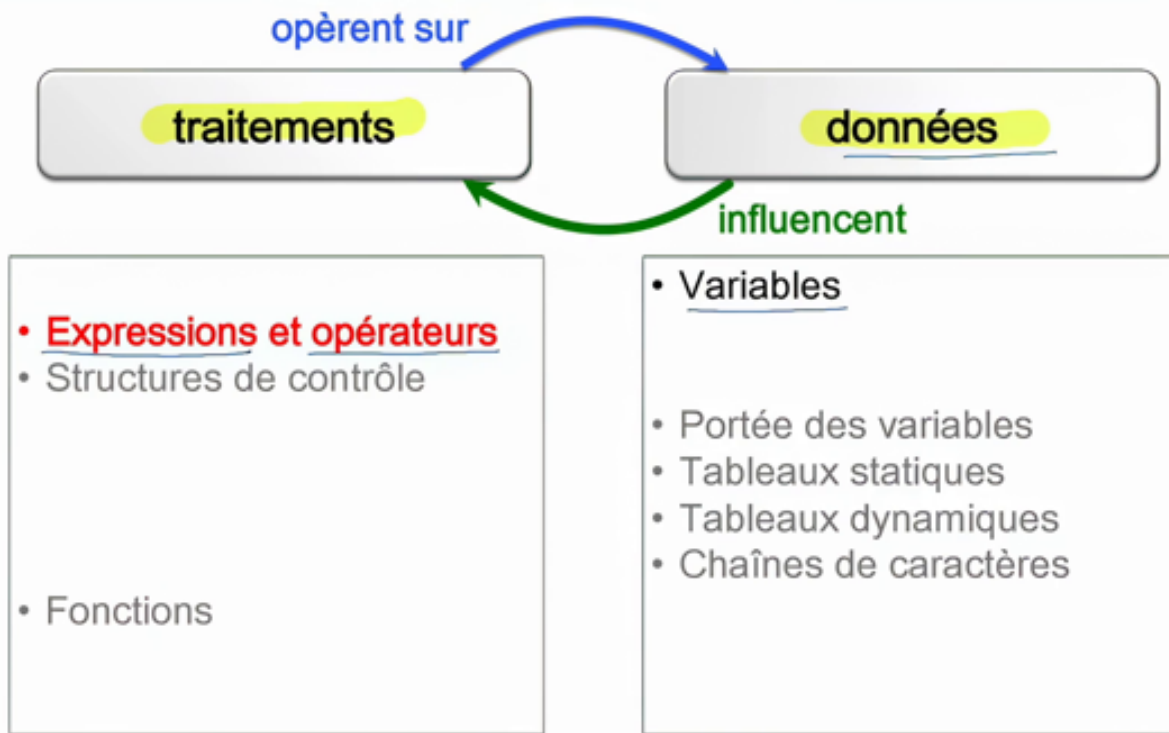 opèrent sur
traitements
données
influencent
• Expressions et opérateurs
• Structures de contrôle
• Fonctions
• Variables
• Portée des variables
• Tableaux statiques
• Tableaux dynamiques
• Chaînes de caractères